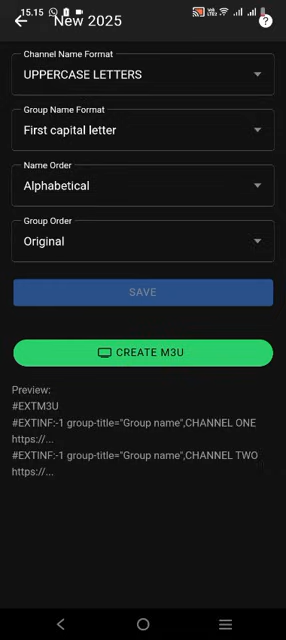 15.15
New 2025
?
Channel Name Format
UPPERCASE LETTERS
Group Name Format
First capital letter
Name Order
Alphabetical
Group Order
Original
SAVE
CREATE M3U
Preview:
#EXTM3U
#EXTINF:-1 group-title="Group name",CHANNEL ONE
https://...
#EXTINF:-1 group-title="Group name",CHANNEL TWO
https://...